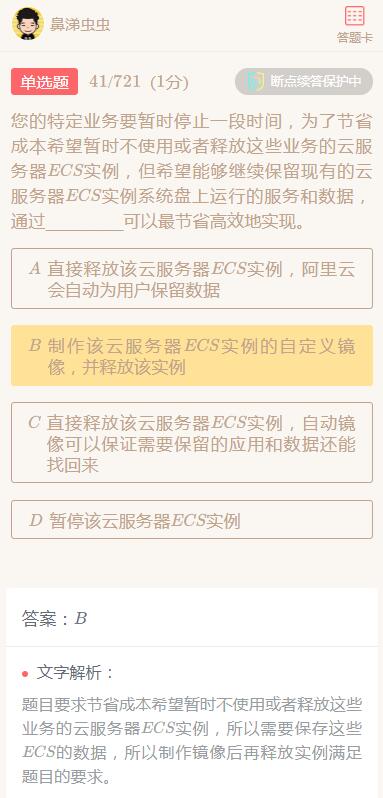 鼻涕虫虫
答题卡
单选题 41/721 (1分) 断点续答保护中
您的特定业务要暂时停止一段时间，为了节省
成本希望暂时不使用或者释放这些业务的云服
务器ECS实例，但希望能够继续保留现有的云
服务器ECS实例系统盘上运行的服务和数据，
通过_________可以最节省高效地实现。
A 直接释放该云服务器ECS实例，阿里云
会自动为用户保留数据
B 制作该云服务器ECS实例的自定义镜
像，并释放该实例
C 直接释放该云服务器ECS实例，自动镜
像可以保证需要保留的应用和数据还能
找回来
D 暂停该云服务器ECS实例
答案：B
文字解析：
题目要求节省成本希望暂时不使用或者释放这些
业务的云服务器ECS实例，所以需要保存这些
ECS的数据，所以制作镜像后再释放实例满足
题目的要求。